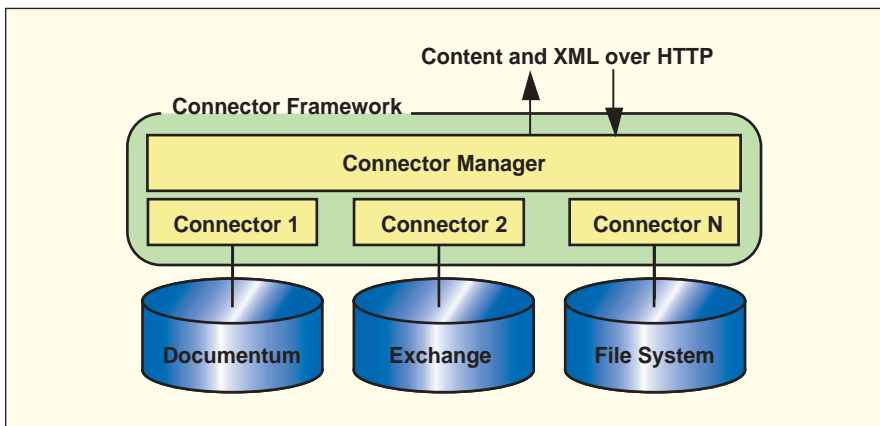 Content and XML over HTTP
Connector Framework
Connector Manager
Connector 1
Connector 2
Connector N
Documentum
Exchange
File System